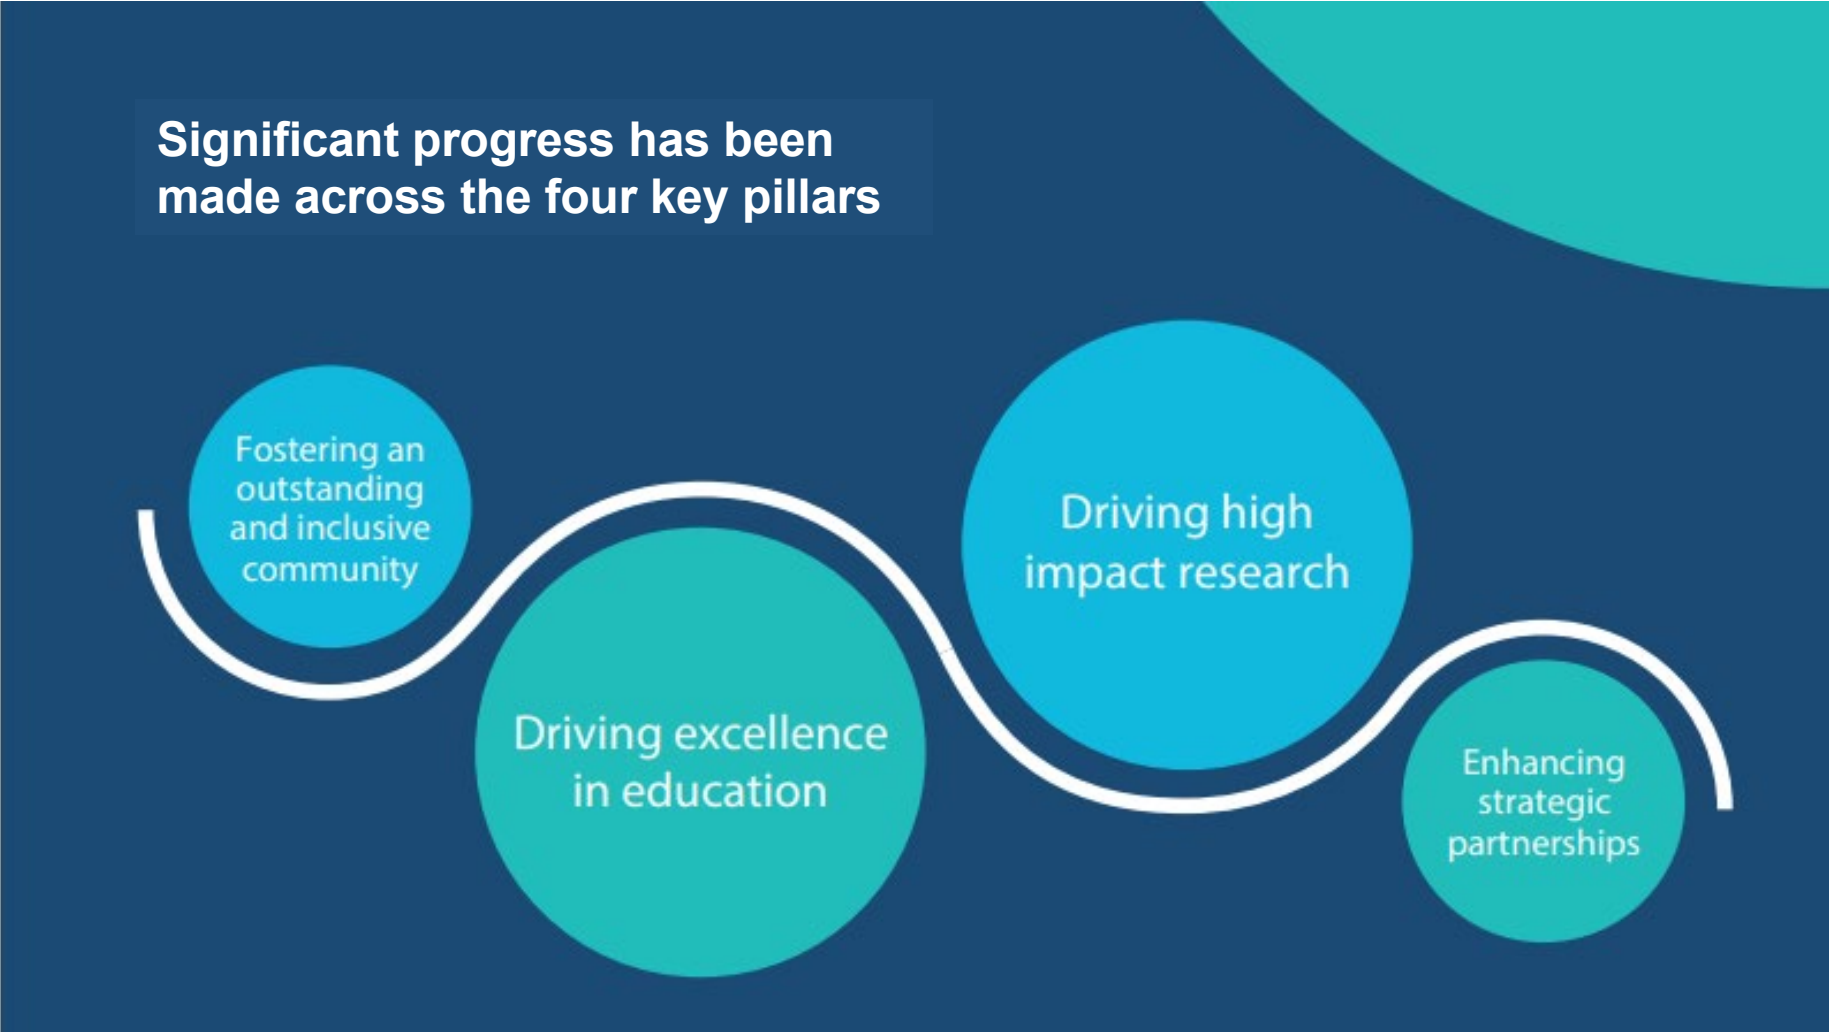 Significant progress has been
made across the four key pillars
Fostering an
outstanding
and inclusive
community
Driving excellence
in education
Driving high
impact research
Enhancing
strategic
partnerships